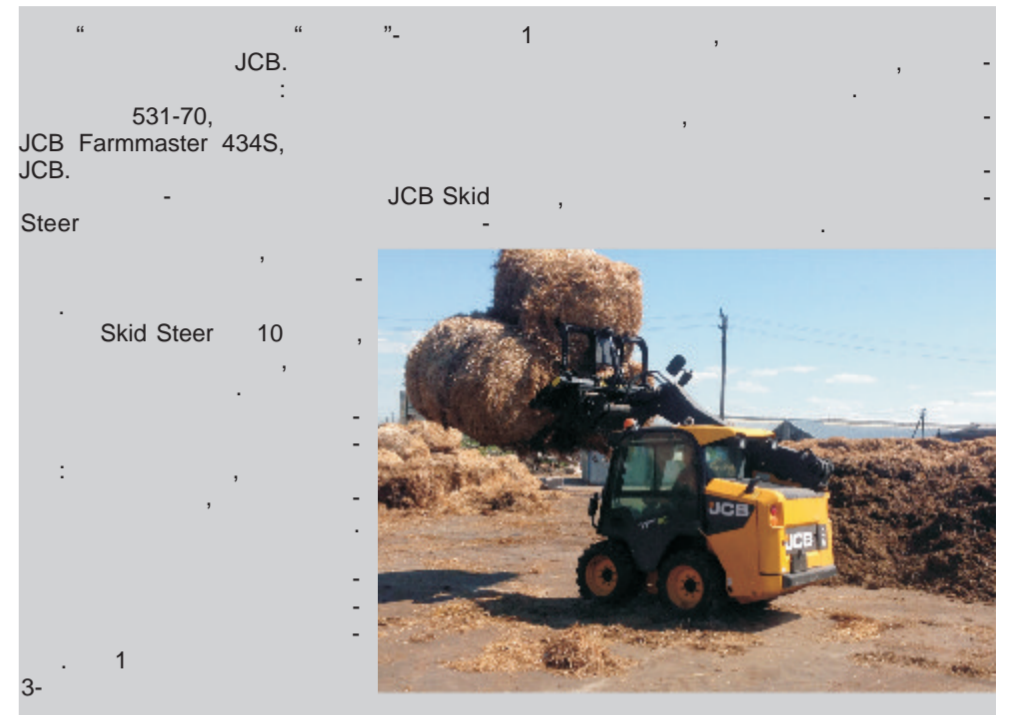 “ “ ”- 1 ,
JCB. , -
: .
531-70, , -
JCB Farmmaster 434S,
JCB. -
- JCB Skid , -
Steer - .
,
-
.
Skid Steer 10 ,
,
.
-
-
: ,
, -
.
-
-
-
. 1
3-
JCB
JCB